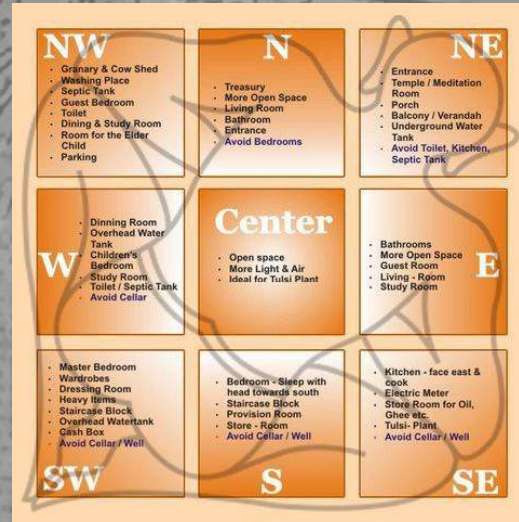 NW
Granary & Cow Shed
Washing Place
Septic Tank
Guest Bedroom
Toilet
Dining & Study Room
Room for the Elder
Child
Parking
N
Treasury
More Open Space
Living Room
Bathroom
Entrance
Avoid Bedrooms
NE
Entrance
Temple / Meditation
Room
Porch
Balcony / Verandah
Underground Water
Tank
Avoid Toilet, Kitchen,
Septic Tank
W
Dinning Room
Overhead Water
Tank
Children's
Bedroom
Study Room
Toilet / Septic Tank
Avoid Cellar
Center
Open space
More Light & Air
Ideal for Tulsi Plant
E
Bathrooms
More Open Space
Guest Room
Living - Room
Study Room
Master Bedroom
Wardrobes
Dressing Room
Heavy Items
Staircase Block
Overhead Watertank
Cash Box
Avoid Cellar / Well
SW
Bedroom - Sleep with
head towards south
Staircase Block
Provision Room
Store - Room
Avoid Cellar / Well
S
Kitchen - face east &
cook
Electric Meter
Store Room for Oil,
Ghee etc.
Tulsi- Plant
Avoid Cellar / Well
SE